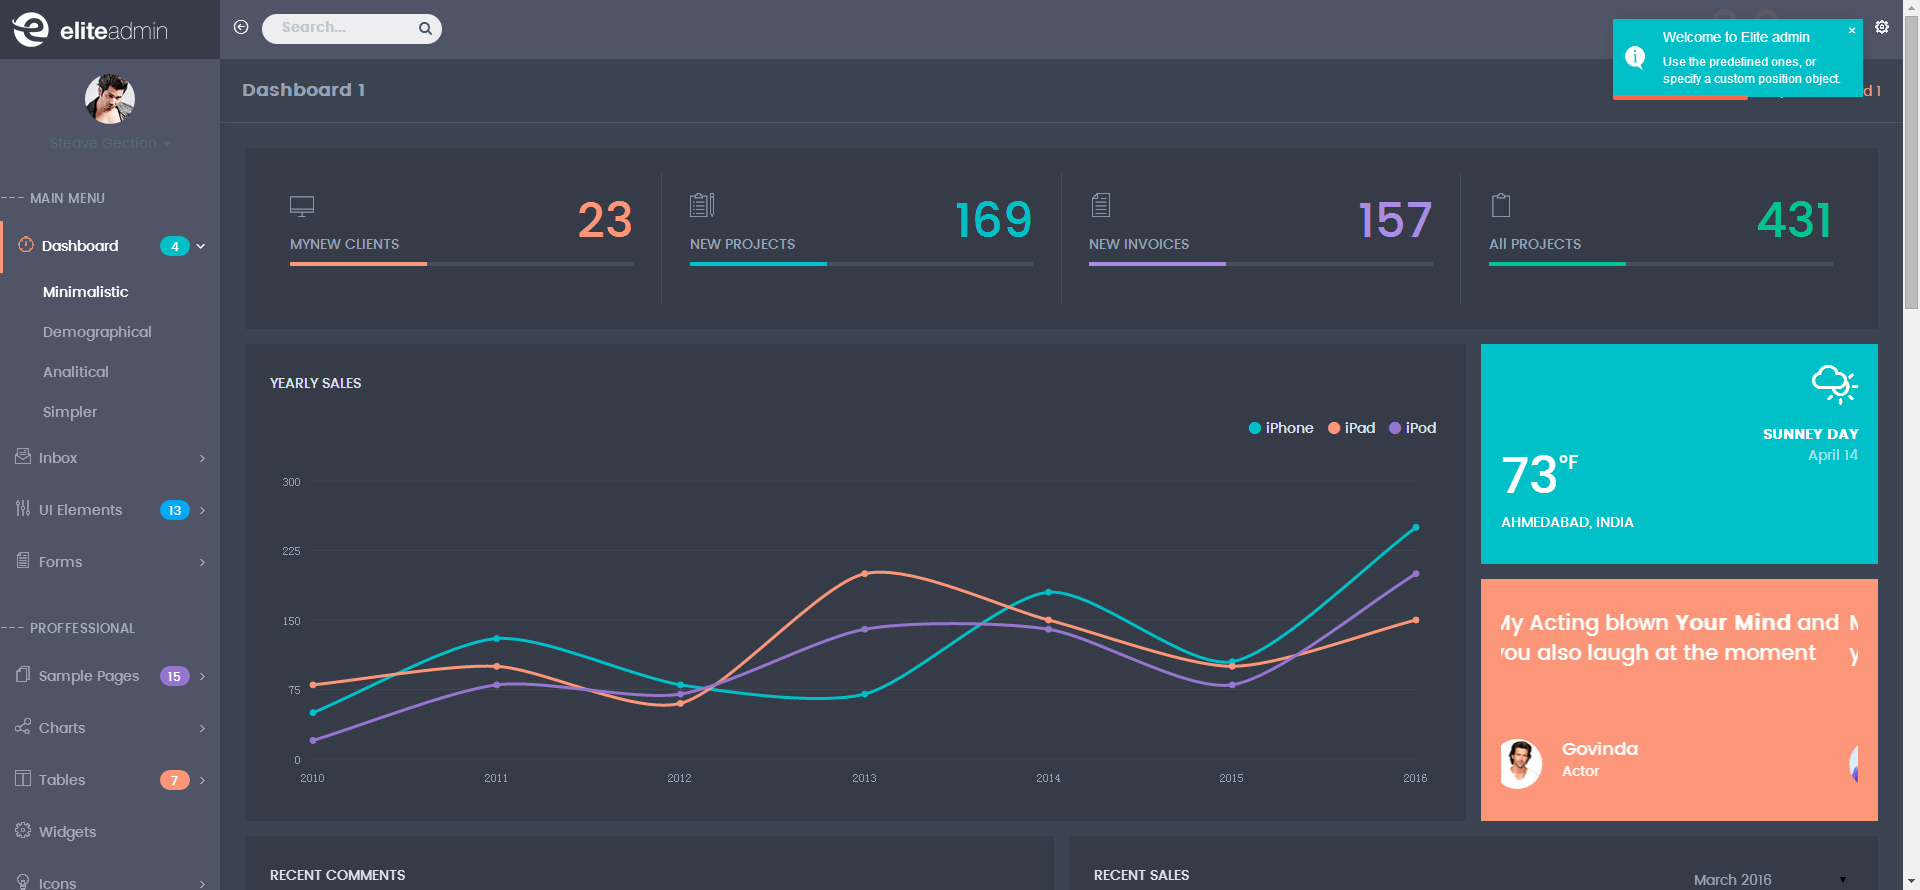 eliteadmin
Search...
Welcome to Elite admin
×
Use the predefined ones, or
specify a custom position object.
Dashboard 1
d 1
Steave Gection
--- MAIN MENU
Dashboard 4
Minimalistic
Demographical
Analitical
Simpler
Inbox
UI Elements 13
Forms
--- PROFFESSIONAL
Sample Pages 15
Charts
Tables 7
Widgets
Icons
23
MYNEW CLIENTS
169
NEW PROJECTS
157
NEW INVOICES
431
All PROJECTS
YEARLY SALES
iPhone iPad iPod
300
225
150
75
0
2010 2011 2012 2013 2014 2015 2016
SUNNEY DAY
April 14
73°F
AHMEDABAD, INDIA
My Acting blown Your Mind and
you also laugh at the moment
Govinda
Actor
RECENT COMMENTS
RECENT SALES
March 2016